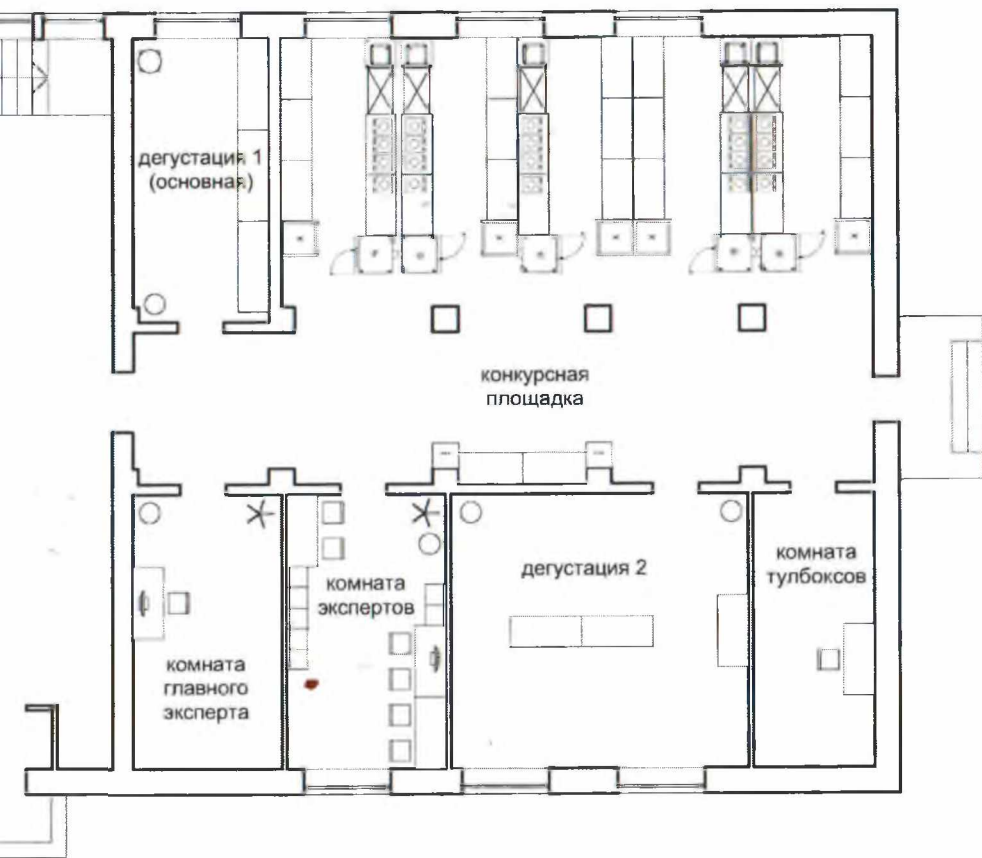 дегустация 1
(основная)
конкурсная
площадка
комната
главного
эксперта
комната
экспертов
дегустация 2
комната
тулбоксов